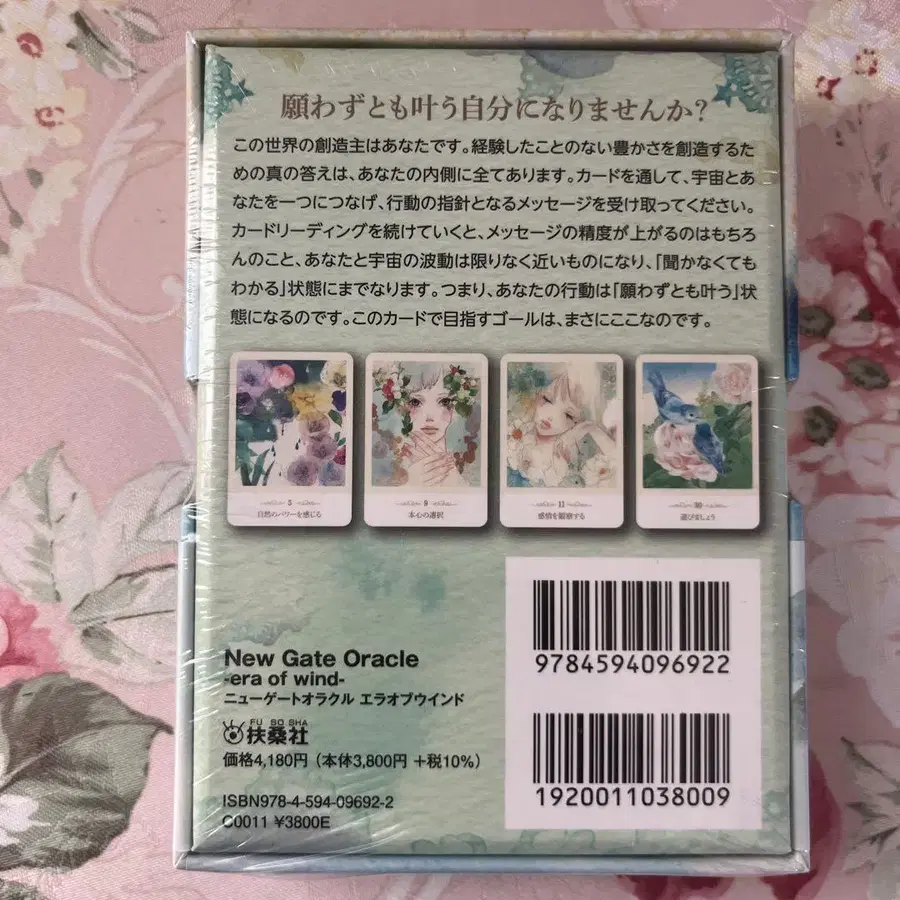 願わずとも叶う自分になりませんか？
この世界の創造主はあなたです。経験したことのない豊かさを創造するた
めの真の答えは、あなたの内側に全てあります。カードを通して、宇宙とあ
なたを一つにつなげ、行動の指針となるメッセージを受け取ってください。
カードリーディングを続けていくと、メッセージの精度が上がるのはもちろ
んのこと、あなたと宇宙の波動は限りなく近いものになり、「聞かなくても
わかる」状態にまでなります。つまり、あなたの行動は「願わずとも叶う」状
態になるのです。このカードで目指すゴールは、まさにここなのです。
5
自然のパワーを感じる
9
本心の選択
11
感情を観察する
30
遊びましょう
9784594096922
1920011038009
New Gate Oracle
-era of wind-
ニューゲートオラクル エラオブウインド
FU SO SHA
扶桑社
価格4,180円（本体3,800円 +税10%）
ISBN978-4-594-09692-2
C0011 ¥3800E